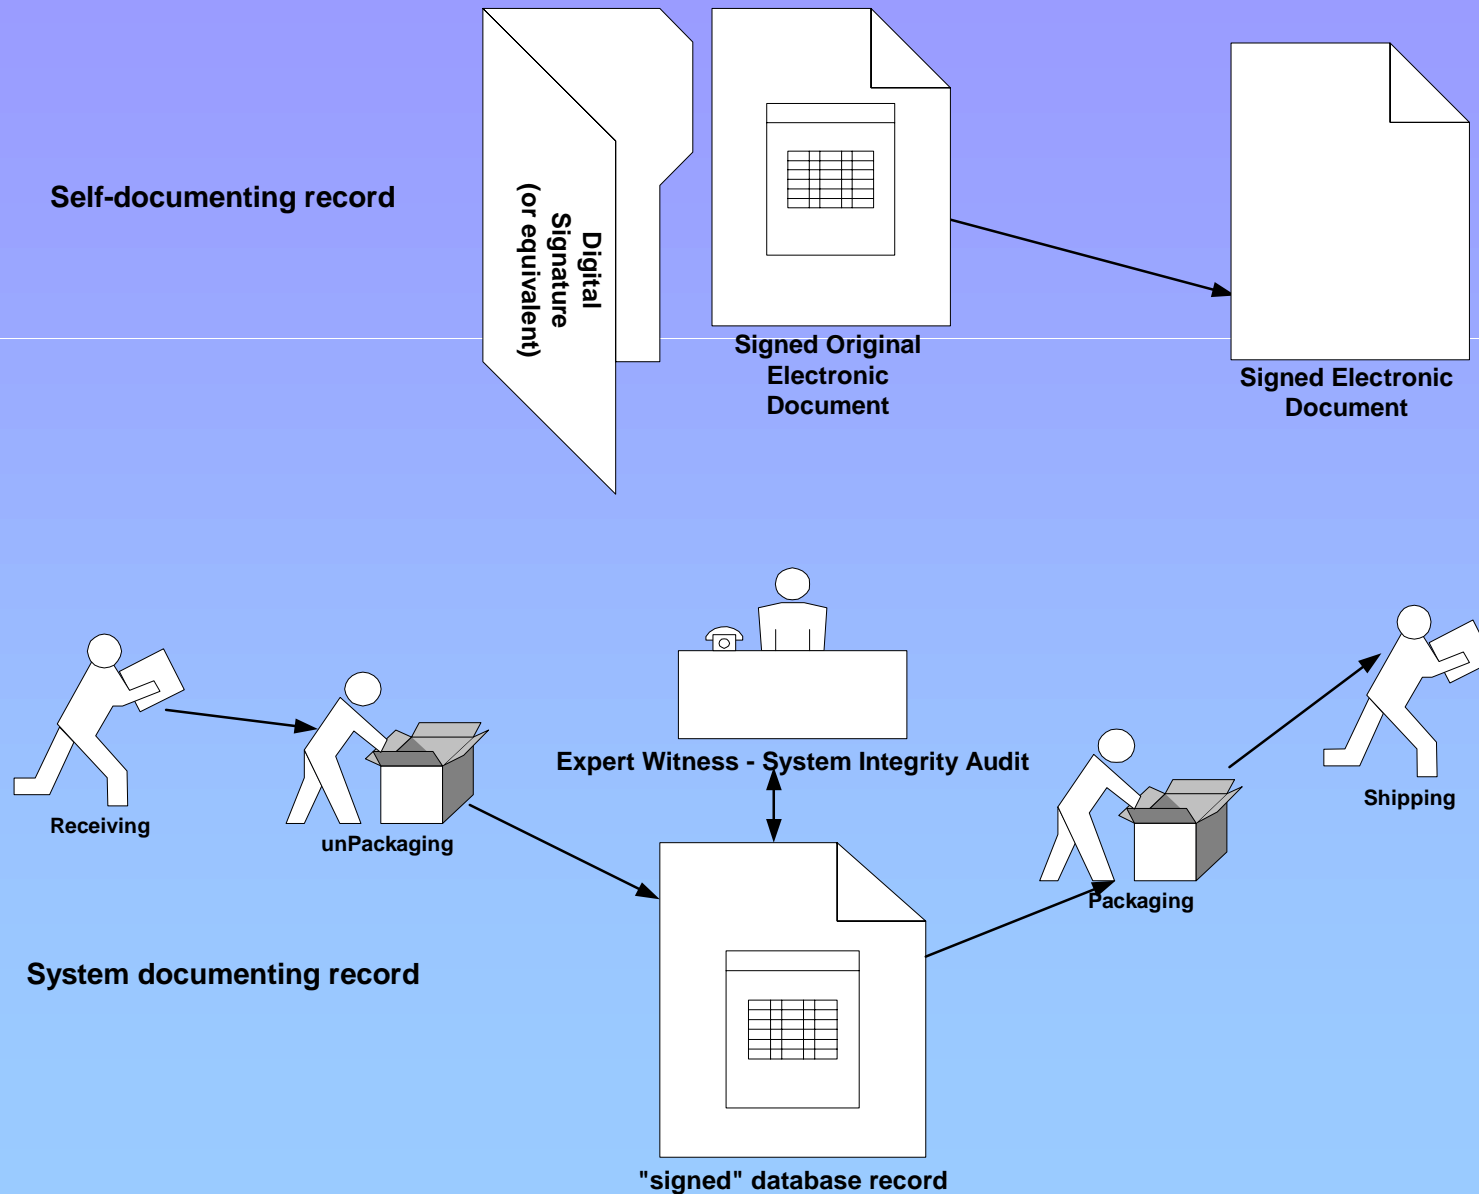 Self-documenting record
Digital
Signature
(or equivalent)
Signed Original
Electronic
Document
Signed Electronic
Document
Expert Witness - System Integrity Audit
Receiving
unPackaging
Packaging
Shipping
System documenting record
"signed" database record